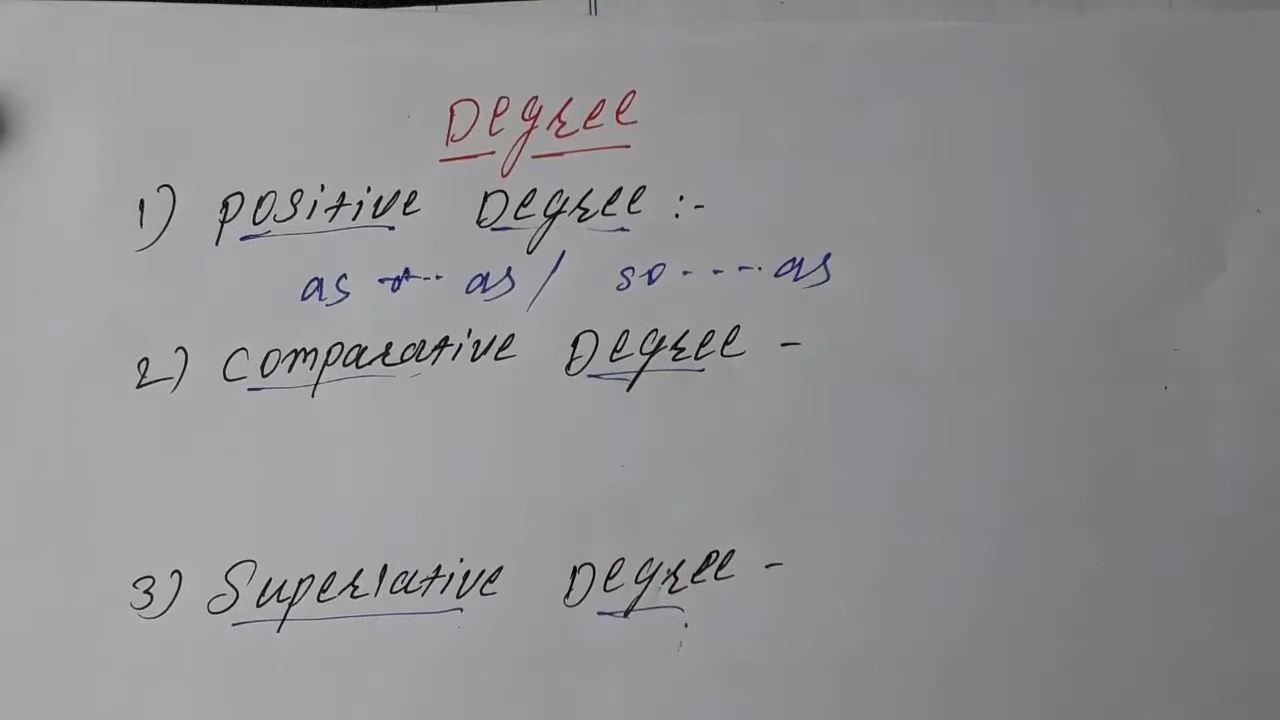 Degree
1) Positive Degree :-
as ---- as / so ---- as
2) Comparative Degree -
3) Superlative Degree -